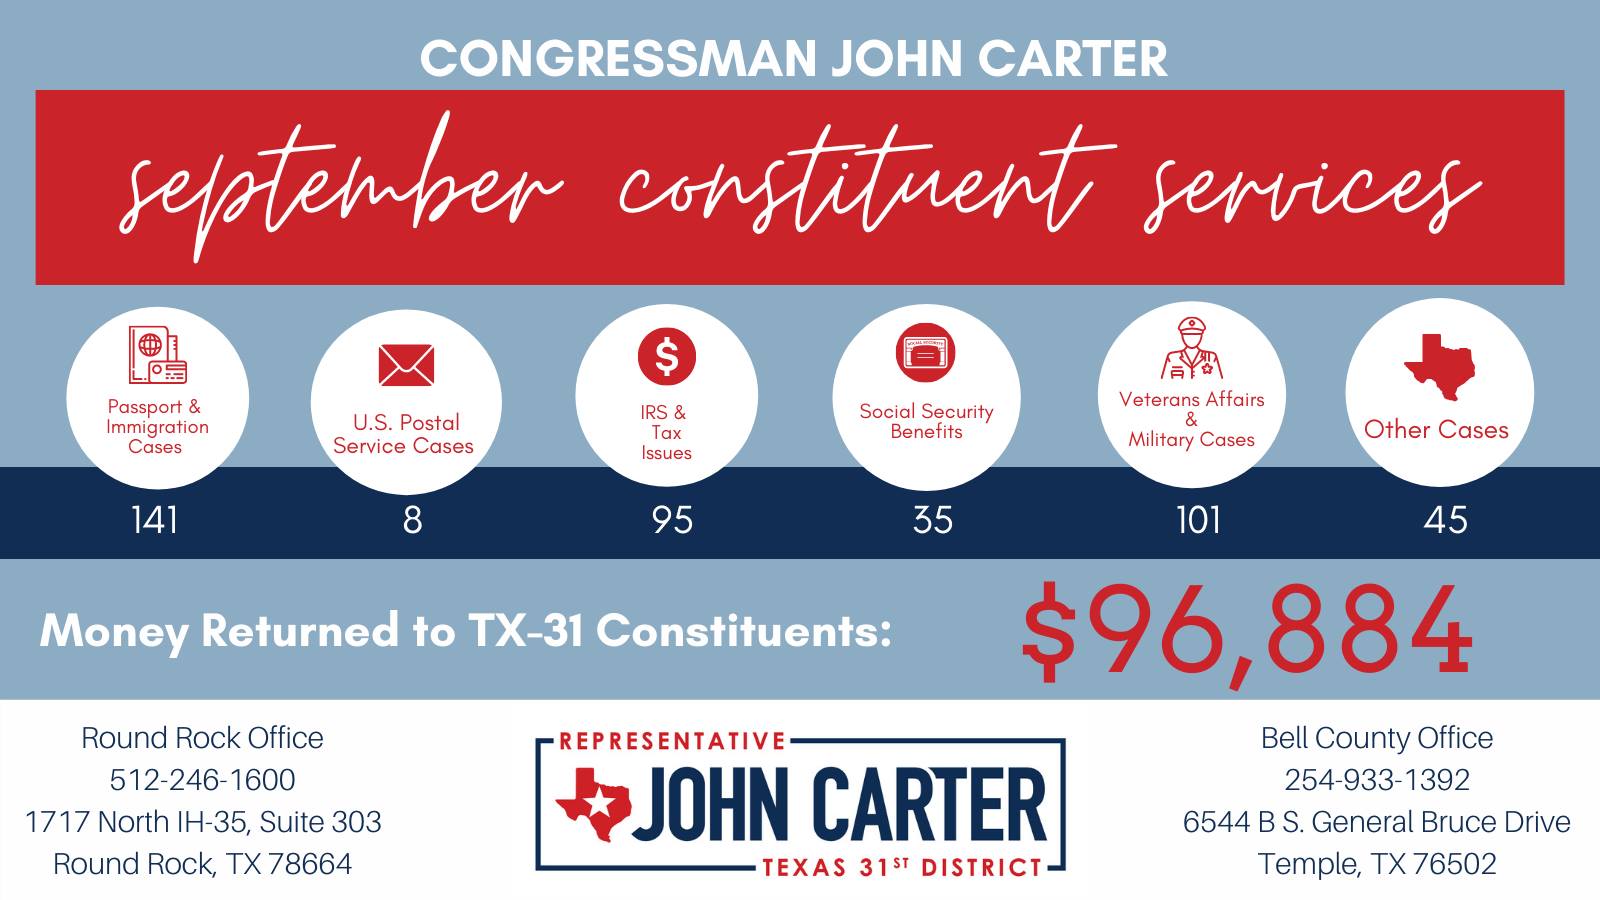 CONGRESSMAN JOHN CARTER
september constituent services
Passport &
Immigration
Cases
U.S. Postal
Service Cases
$
IRS &
Tax
Issues
SOCIAL SECURITY
Social Security
Benefits
Veterans Affairs
&
Military Cases
Other Cases
141
8
95
35
101
45
Money Returned to TX-31 Constituents:
$96,884
Round Rock Office
512-246-1600
1717 North IH-35, Suite 303
Round Rock, TX 78664
REPRESENTATIVE
JOHN CARTER
TEXAS 31ST DISTRICT
Bell County Office
254-933-1392
6544 B S. General Bruce Drive
Temple, TX 76502